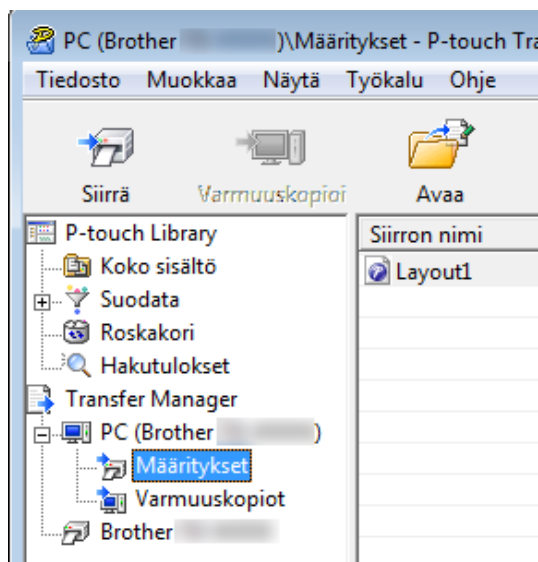 PC (Brother )\Määritykset - P-touch Tra
Tiedosto Muokkaa Näytä Työkalu Ohje
Siirrä Varmuuskopioi Avaa
P-touch Library
Koko sisältö
Suodata
Roskakori
Hakutulokset
Transfer Manager
PC (Brother )
Määritykset
Varmuuskopiot
Brother
Siirron nimi
Layout1